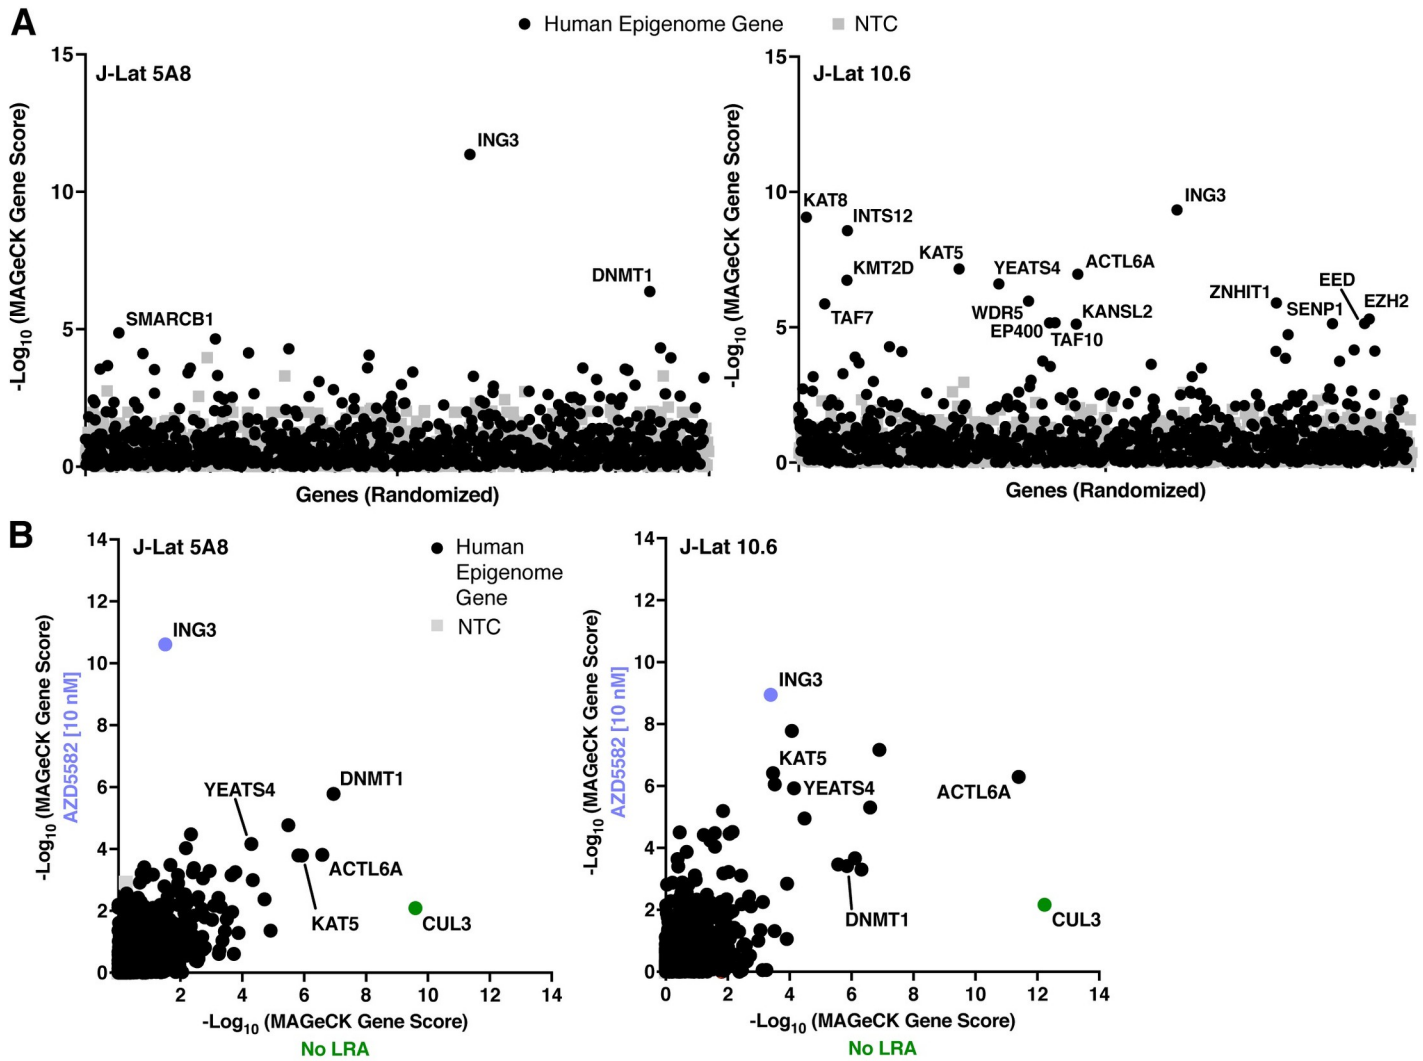 A
Human Epigenome Gene
NTC
J-Lat 5A8
-Log10 (MAGeCK Gene Score)
15
10
5
0
ING3
DNMT1
SMARCB1
Genes (Randomized)
J-Lat 10.6
-Log10 (MAGeCK Gene Score)
15
10
5
0
KAT8
INTS12
ING3
KAT5
YEATS4
ACTL6A
KMT2D
ZNHIT1
EED
TAF7
WDR5
KANSL2
SENP1
EZH2
EP400
TAF10
Genes (Randomized)
B
J-Lat 5A8
Human
Epigenome
Gene
NTC
-Log10 (MAGeCK Gene Score)
AZD5582 [10 nM]
14
12
10
8
6
4
2
0
ING3
YEATS4
DNMT1
ACTL6A
KAT5
CUL3
2 4 6 8 10 12 14
-Log10 (MAGeCK Gene Score)
No LRA
J-Lat 10.6
-Log10 (MAGeCK Gene Score)
AZD5582 [10 nM]
14
12
10
8
6
4
2
0
ING3
KAT5
YEATS4
ACTL6A
DNMT1
CUL3
0 2 4 6 8 10 12 14
-Log10 (MAGeCK Gene Score)
No LRA